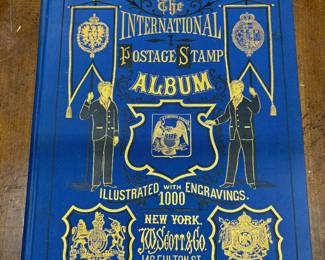 The
INTERNATIONAL
POSTAGE STAMP
ALBUM
ILLUSTRATED WITH 1000 ENGRAVINGS.
NEW YORK.
J.W. SCOTT & CO.
146 FULTON ST.